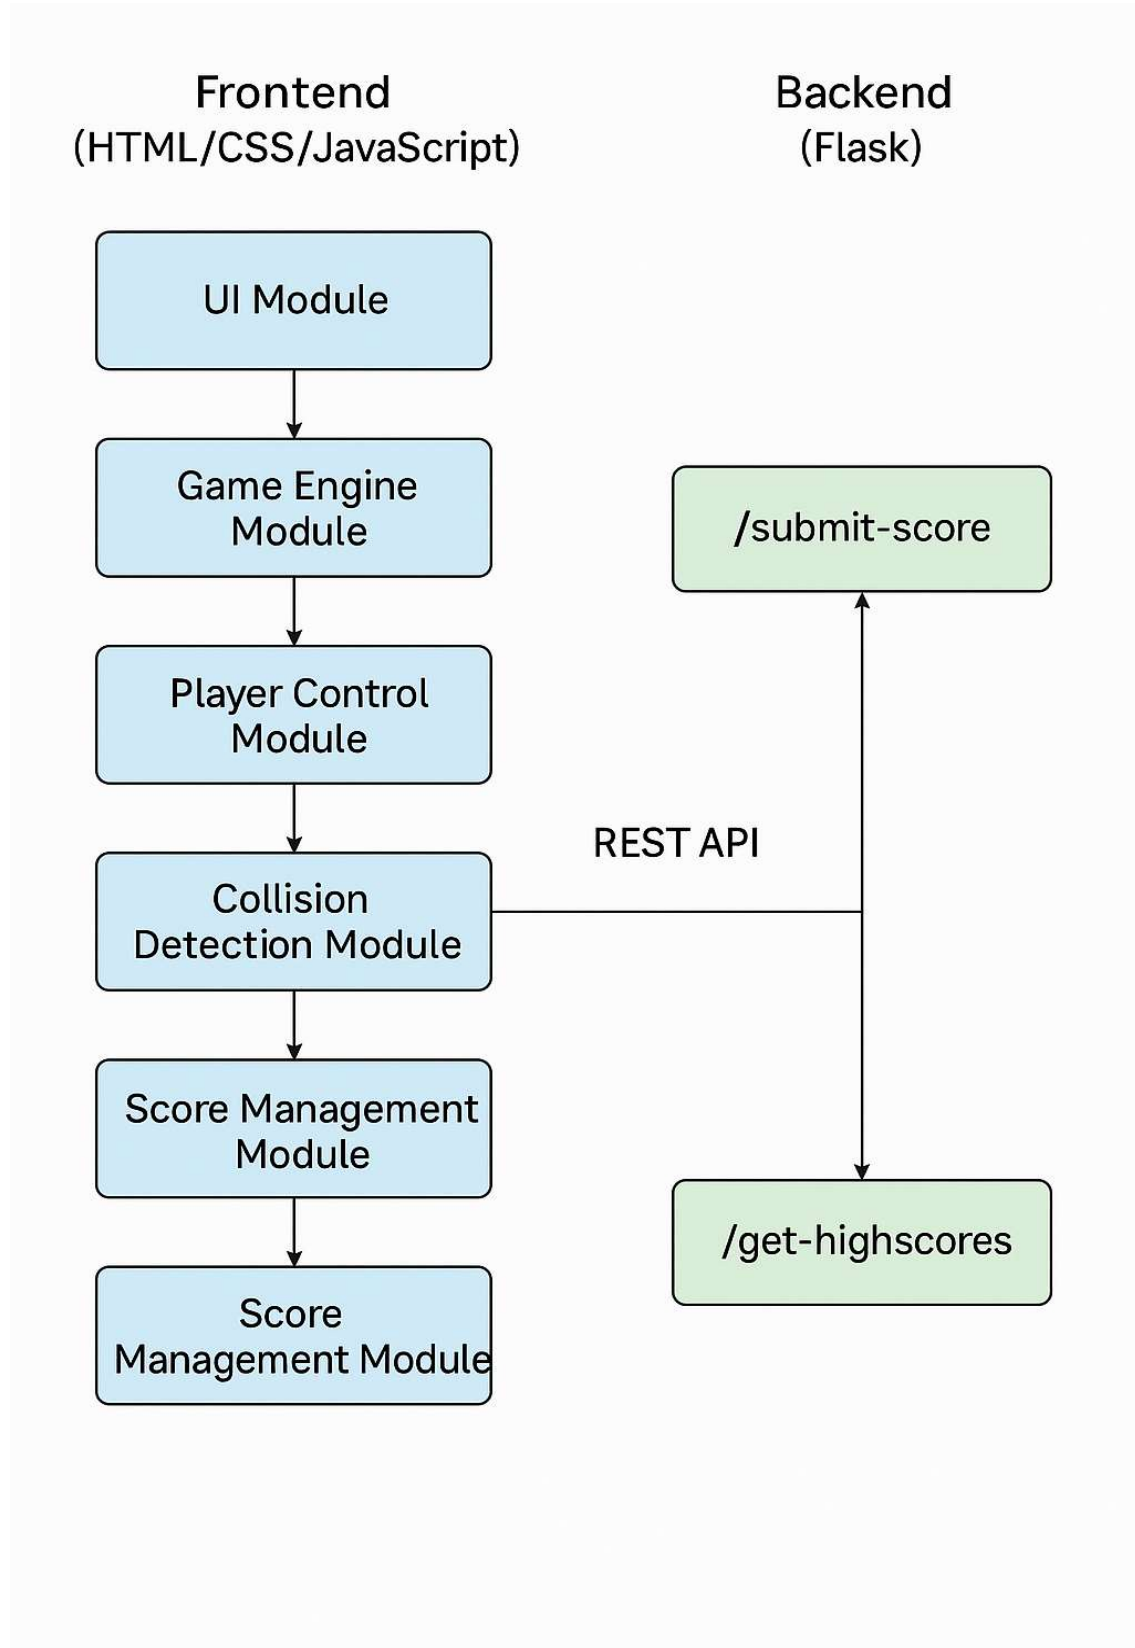 Frontend
(HTML/CSS/JavaScript)
Backend
(Flask)
UI Module
Game Engine
Module
/submit-score
Player Control
Module
REST API
Collision
Detection Module
Score Management
Module
/get-highscores
Score
Management Module